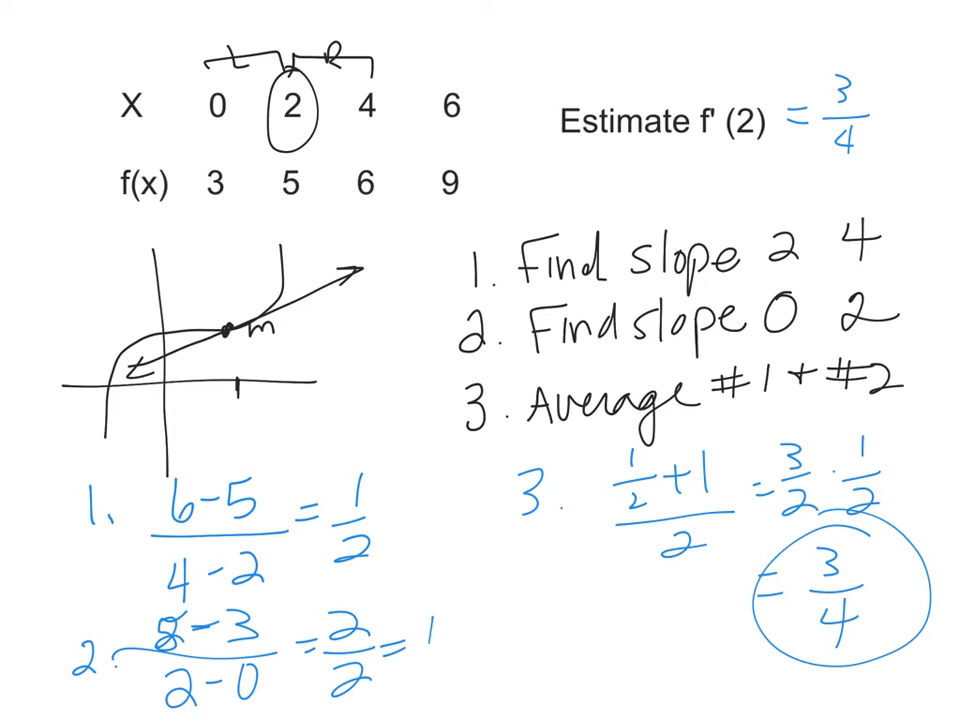 L R
X 0 2 4 6
f(x) 3 5 6 9
Estimate f' (2) = 3/4
1. Find slope 2 4
2. Find slope 0 2
3. Average #1 + #2
m
t
1. 6-5/4-2 = 1/2
2. 5-3/2-0 = 2/2 = 1
3. 1/2+1/2 = 3/2 · 1/2
= 3/4